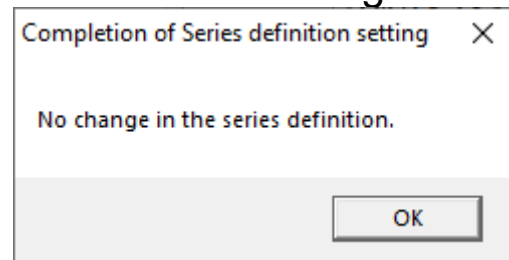 Completion of Series definition setting
No change in the series definition.
OK